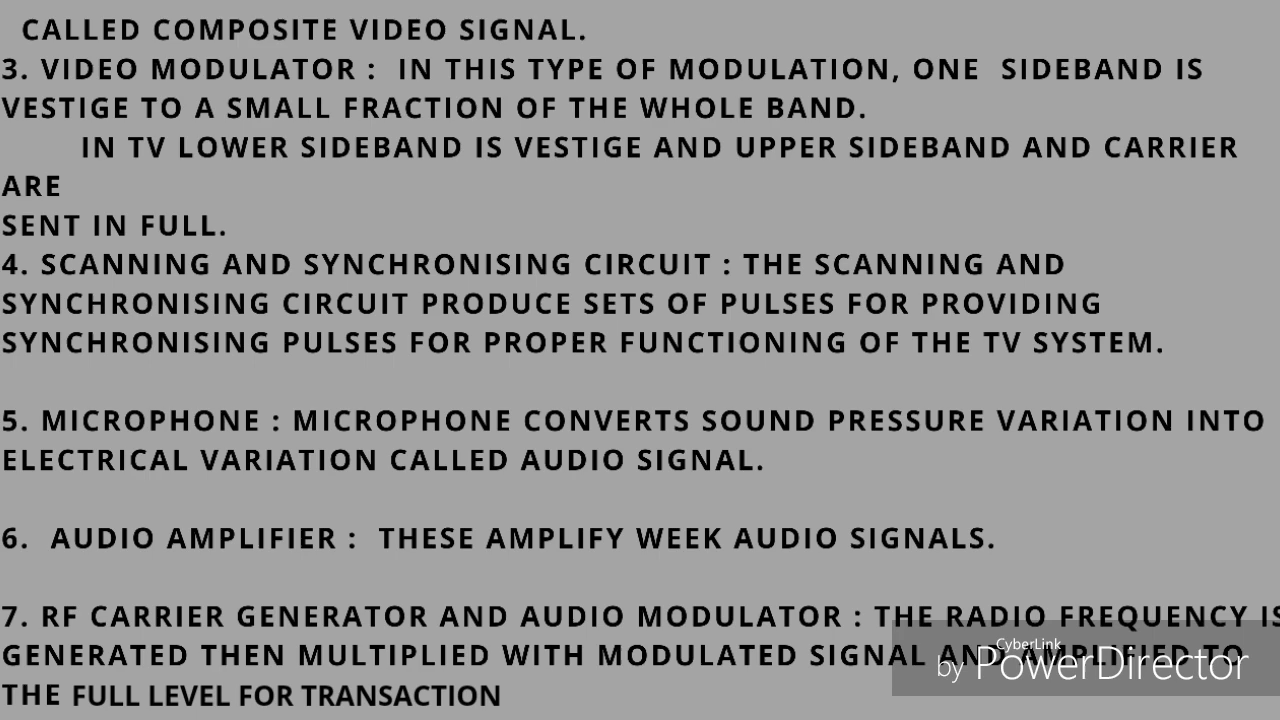 CALLED COMPOSITE VIDEO SIGNAL.
3. VIDEO MODULATOR :  IN THIS TYPE OF MODULATION, ONE  SIDEBAND IS
VESTIGE TO A SMALL FRACTION OF THE WHOLE BAND.
IN TV LOWER SIDEBAND IS VESTIGE AND UPPER SIDEBAND AND CARRIER
ARE
SENT IN FULL.
4. SCANNING AND SYNCHRONISING CIRCUIT : THE SCANNING AND
SYNCHRONISING CIRCUIT PRODUCE SETS OF PULSES FOR PROVIDING
SYNCHRONISING PULSES FOR PROPER FUNCTIONING OF THE TV SYSTEM.
5. MICROPHONE : MICROPHONE CONVERTS SOUND PRESSURE VARIATION INTO
ELECTRICAL VARIATION CALLED AUDIO SIGNAL.
6.  AUDIO AMPLIFIER :  THESE AMPLIFY WEEK AUDIO SIGNALS.
7. RF CARRIER GENERATOR AND AUDIO MODULATOR : THE RADIO FREQUENCY IS
GENERATED THEN MULTIPLIED WITH MODULATED SIGNAL AND AMPLIFIED TO
THE FULL LEVEL FOR TRANSACTION
CyberLink
by PowerDirector